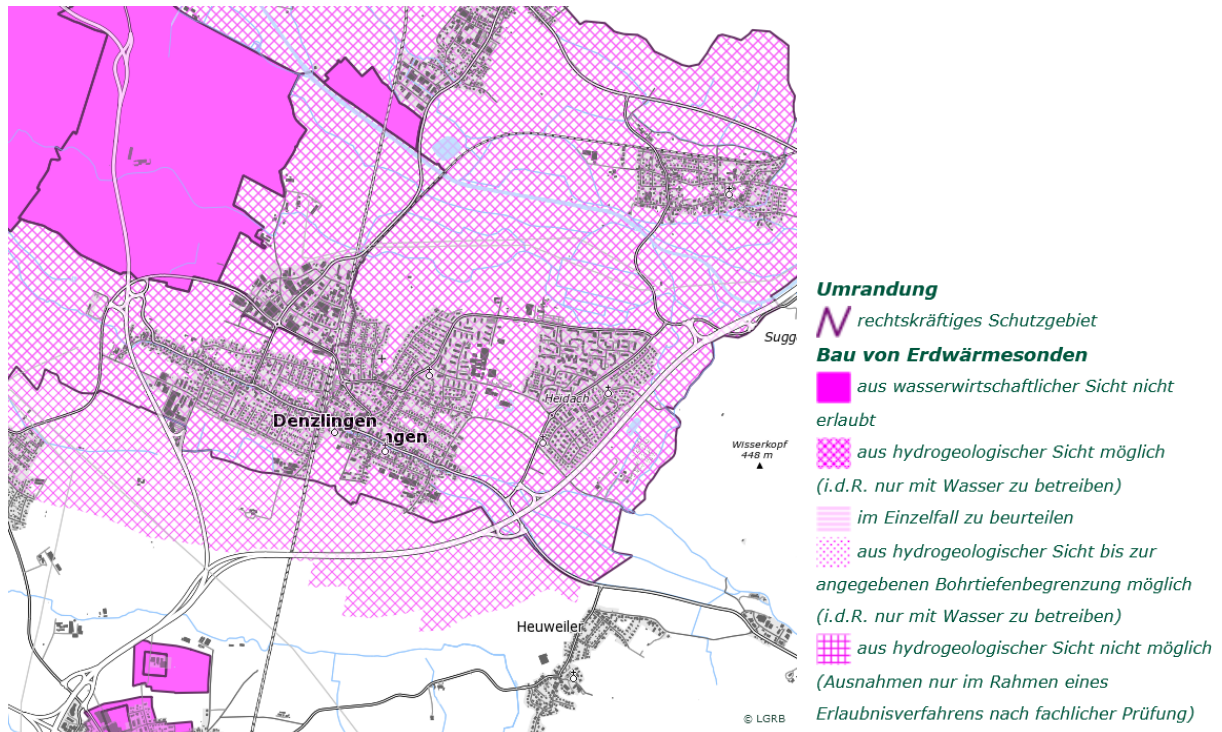 Sugg
Heidach
Denzlingen
ngen
Wisserkopf
448 m
Heuweiler
© LGRB
Umrandung
rechtskräftiges Schutzgebiet
Bau von Erdwärmesonden
aus wasserwirtschaftlicher Sicht nicht
erlaubt
aus hydrogeologischer Sicht möglich
(i.d.R. nur mit Wasser zu betreiben)
im Einzelfall zu beurteilen
aus hydrogeologischer Sicht bis zur
angegebenen Bohrtiefenbegrenzung möglich
(i.d.R. nur mit Wasser zu betreiben)
aus hydrogeologischer Sicht nicht möglich
(Ausnahmen nur im Rahmen eines
Erlaubnisverfahrens nach fachlicher Prüfung)